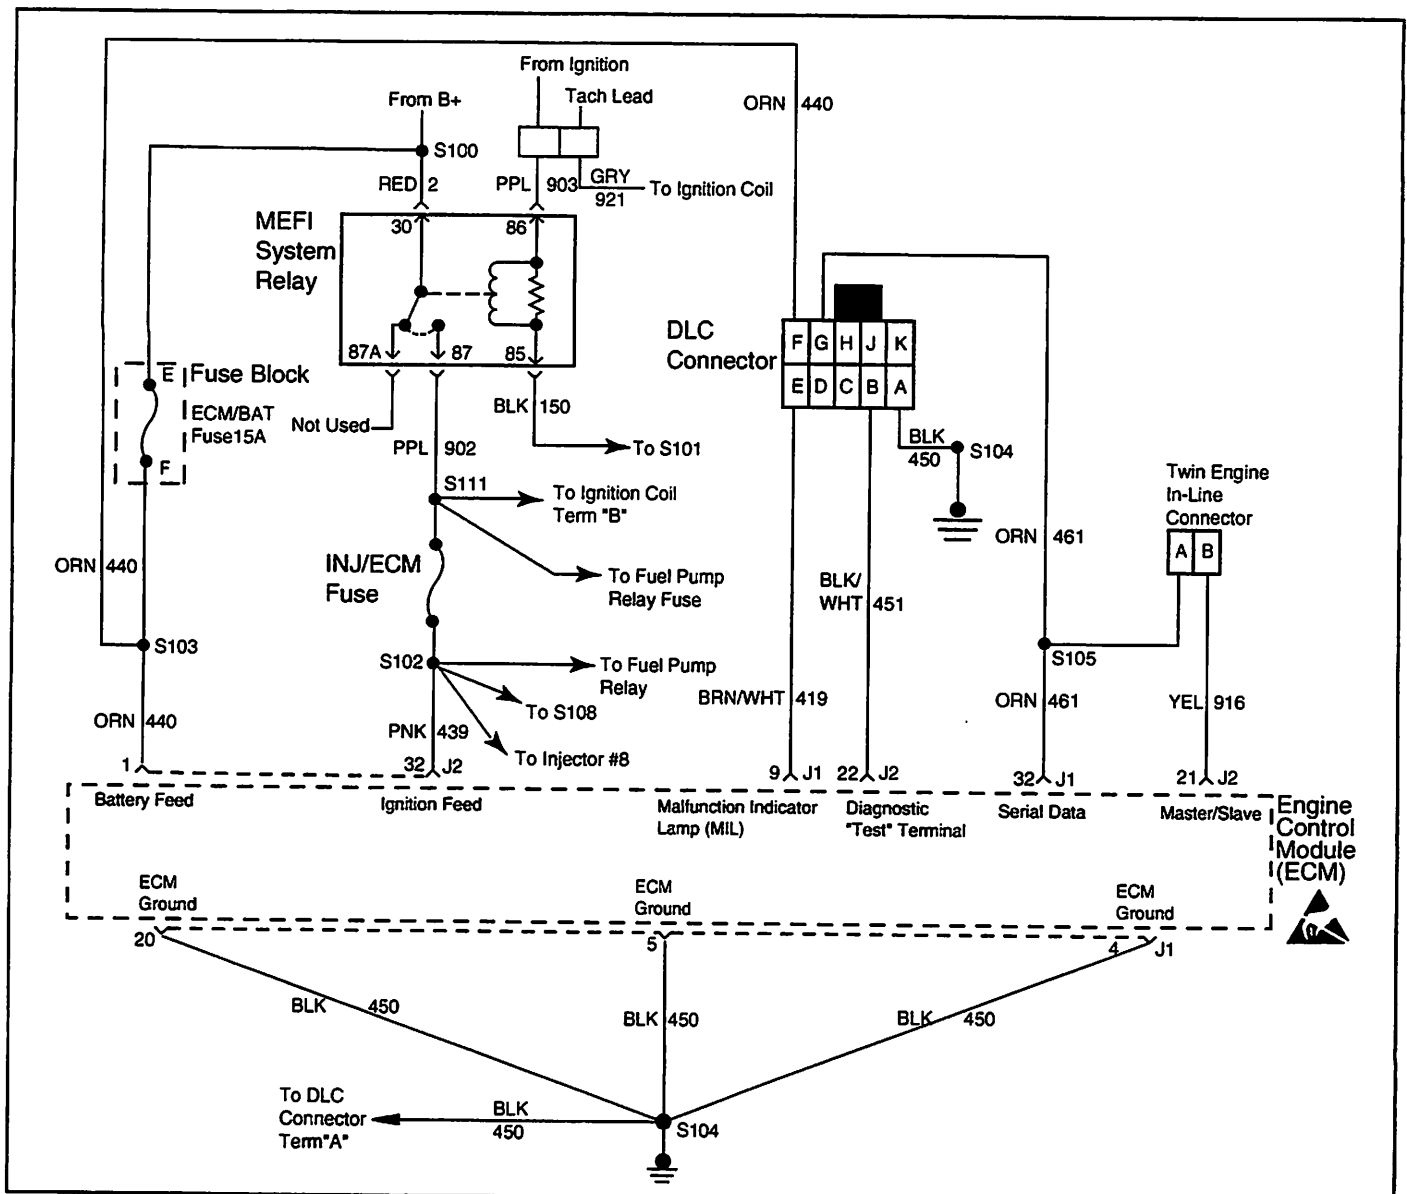 From Ignition
Tach Lead
From B+
ORN 440
S100
RED 2
PPL 903
GRY
921
To Ignition Coil
MEFI
System
Relay
30
86
87A
87
85
DLC
Connector
F G H J K
E D C B A
E
Fuse Block
ECM/BAT
Fuse15A
F
Not Used
BLK 150
To S101
PPL 902
BLK
450
S104
S111
To Ignition Coil
Term "B"
Twin Engine
In-Line
Connector
A B
ORN 461
INJ/ECM
Fuse
To Fuel Pump
Relay Fuse
BLK/
WHT 451
ORN 440
S103
S102
To Fuel Pump
Relay
S105
BRN/WHT 419
ORN 461
YEL 916
To S108
ORN 440
PNK 439
To Injector #8
1
32 J2
9 J1
22 J2
32 J1
21 J2
Battery Feed
Ignition Feed
Malfunction Indicator
Lamp (MIL)
Diagnostic
"Test" Terminal
Serial Data
Master/Slave
Engine
Control
Module
(ECM)
ECM
Ground
ECM
Ground
ECM
Ground
20
5
4 J1
BLK 450
BLK 450
BLK 450
To DLC
Connector
Term"A"
BLK
450
S104